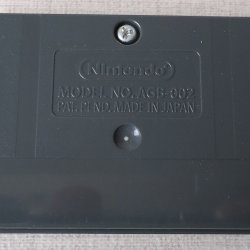 Nintendo
MODEL NO. AGB-002
PAT. PEND. MADE IN JAPAN